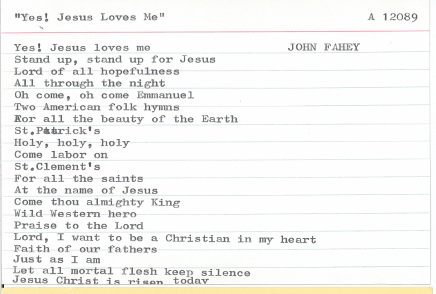 "Yes! Jesus Loves Me" A 12089
Yes! Jesus loves me JOHN FAHEY
Stand up, stand up for Jesus
Lord of all hopefulness
All through the night
Oh come, oh come Emmanuel
Two American folk hymns
For all the beauty of the Earth
St.Patrick's
Holy, holy, holy
Come labor on
St.Clement's
For all the saints
At the name of Jesus
Come thou almighty King
Wild Western hero
Praise to the Lord
Lord, I want to be a Christian in my heart
Faith of our fathers
Just as I am
Let all mortal flesh keep silence
Jesus Christ is risen today